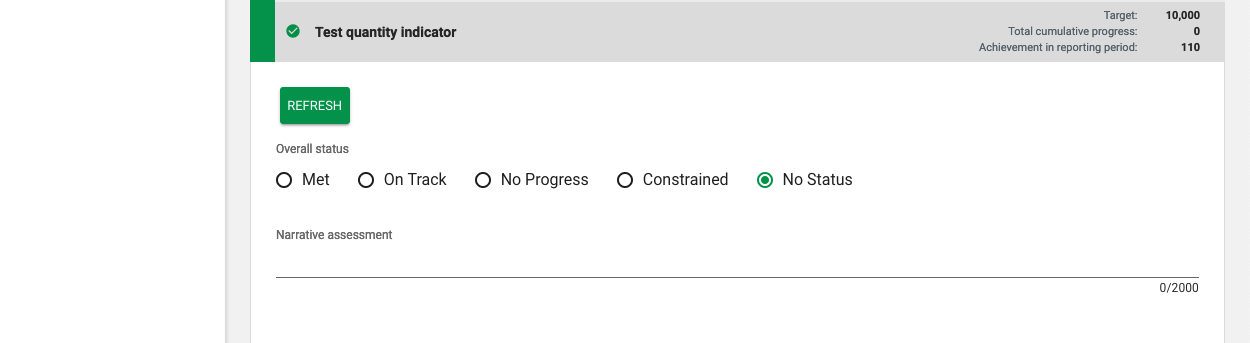 Test quantity indicator
Target: 10,000
Total cumulative progress: 0
Achievement in reporting period: 110
REFRESH
Overall status
Met On Track No Progress Constrained No Status
Narrative assessment
0/2000